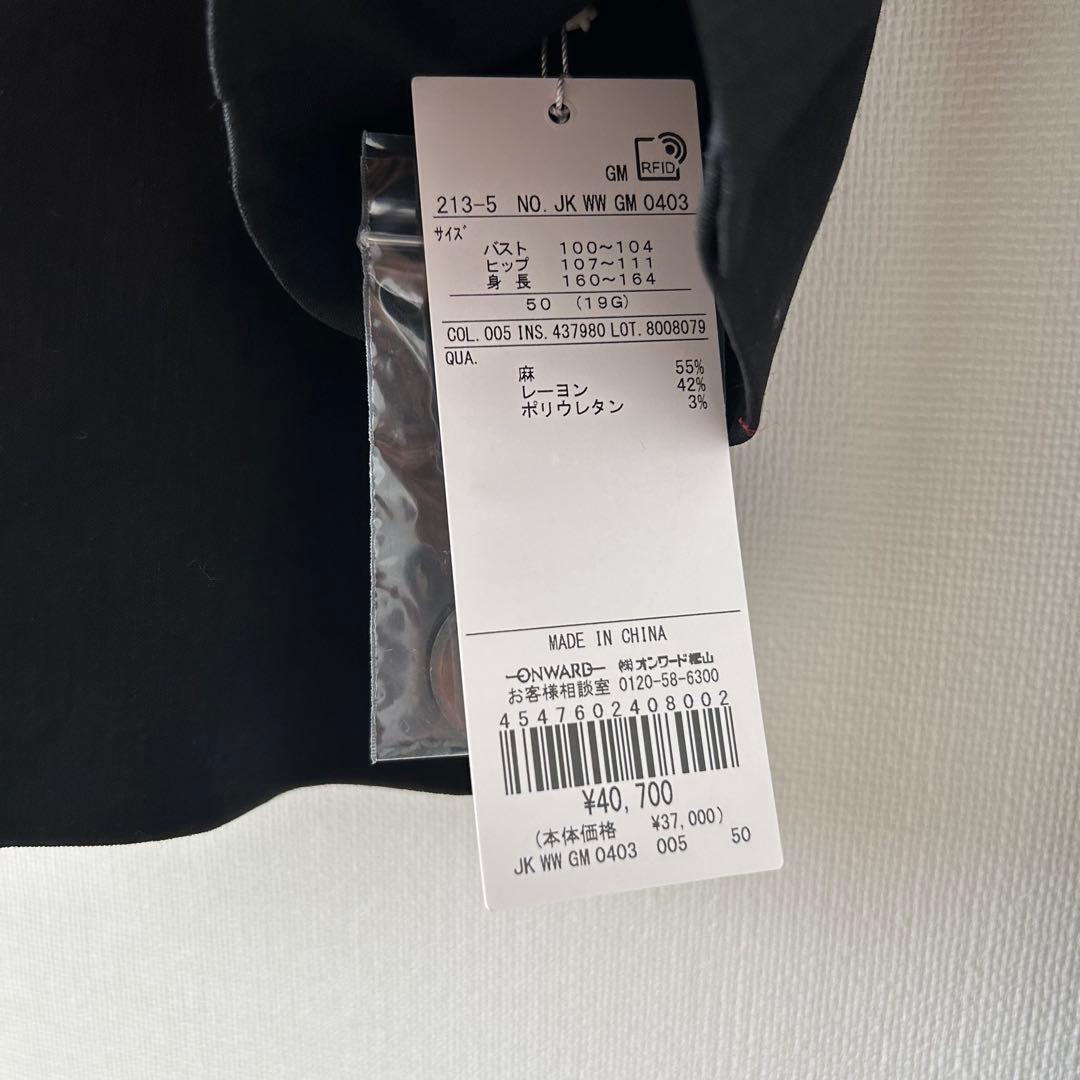 GM RFID
213-5 NO. JK WW GM 0403
サイズ
バスト 100〜104
ヒップ 107〜111
身長 160〜164
50 (19G)
COL. 005 INS. 437980 LOT. 8008079
QUA.
麻 55%
レーヨン 42%
ポリウレタン 3%
MADE IN CHINA
ONWARD ㈱オンワード樫山
お客様相談室 0120-58-6300
4547602408002
¥40,700
(本体価格 ¥37,000)
JK WW GM 0403 005 50